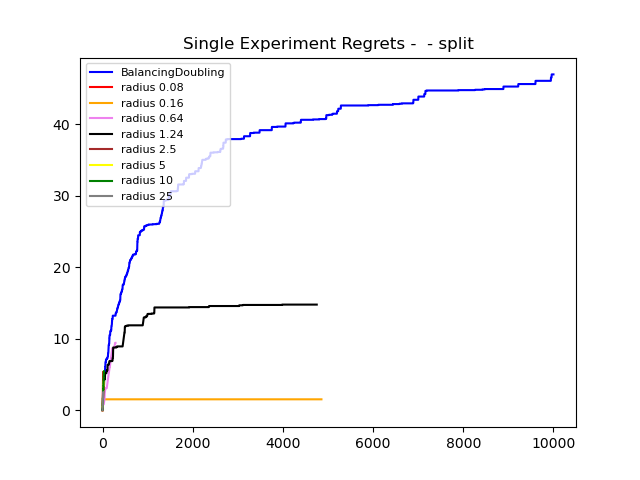 Single Experiment Regrets -  - split
BalancingDoubling
radius 0.08
radius 0.16
radius 0.64
radius 1.24
radius 2.5
radius 5
radius 10
radius 25
40
30
20
10
0
0 2000 4000 6000 8000 10000